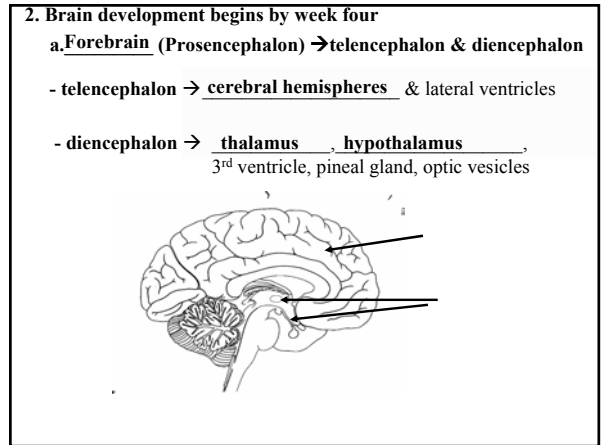 2. Brain development begins by week four
a.Forebrain (Prosencephalon) →telencephalon & diencephalon
- telencephalon → cerebral hemispheres & lateral ventricles
- diencephalon → thalamus, hypothalamus,
3rd ventricle, pineal gland, optic vesicles